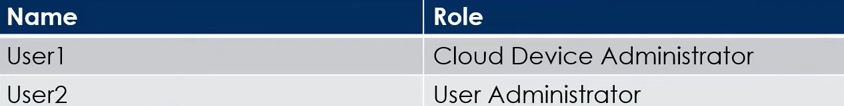 Name Role
User1 Cloud Device Administrator
User2 User Administrator